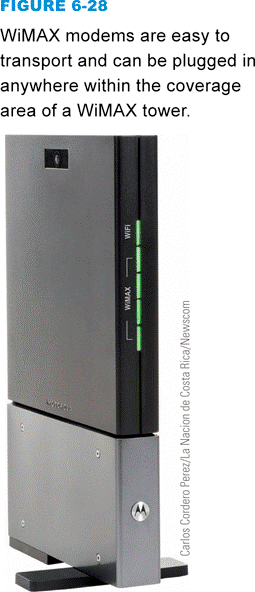 FIGURE 6-28
WiMAX modems are easy to
transport and can be plugged in
anywhere within the coverage
area of a WiMAX tower.
WiFi
WiMAX
MOTOROLA
Carlos Cordero Perez/La Nacion de Costa Rica/Newscom